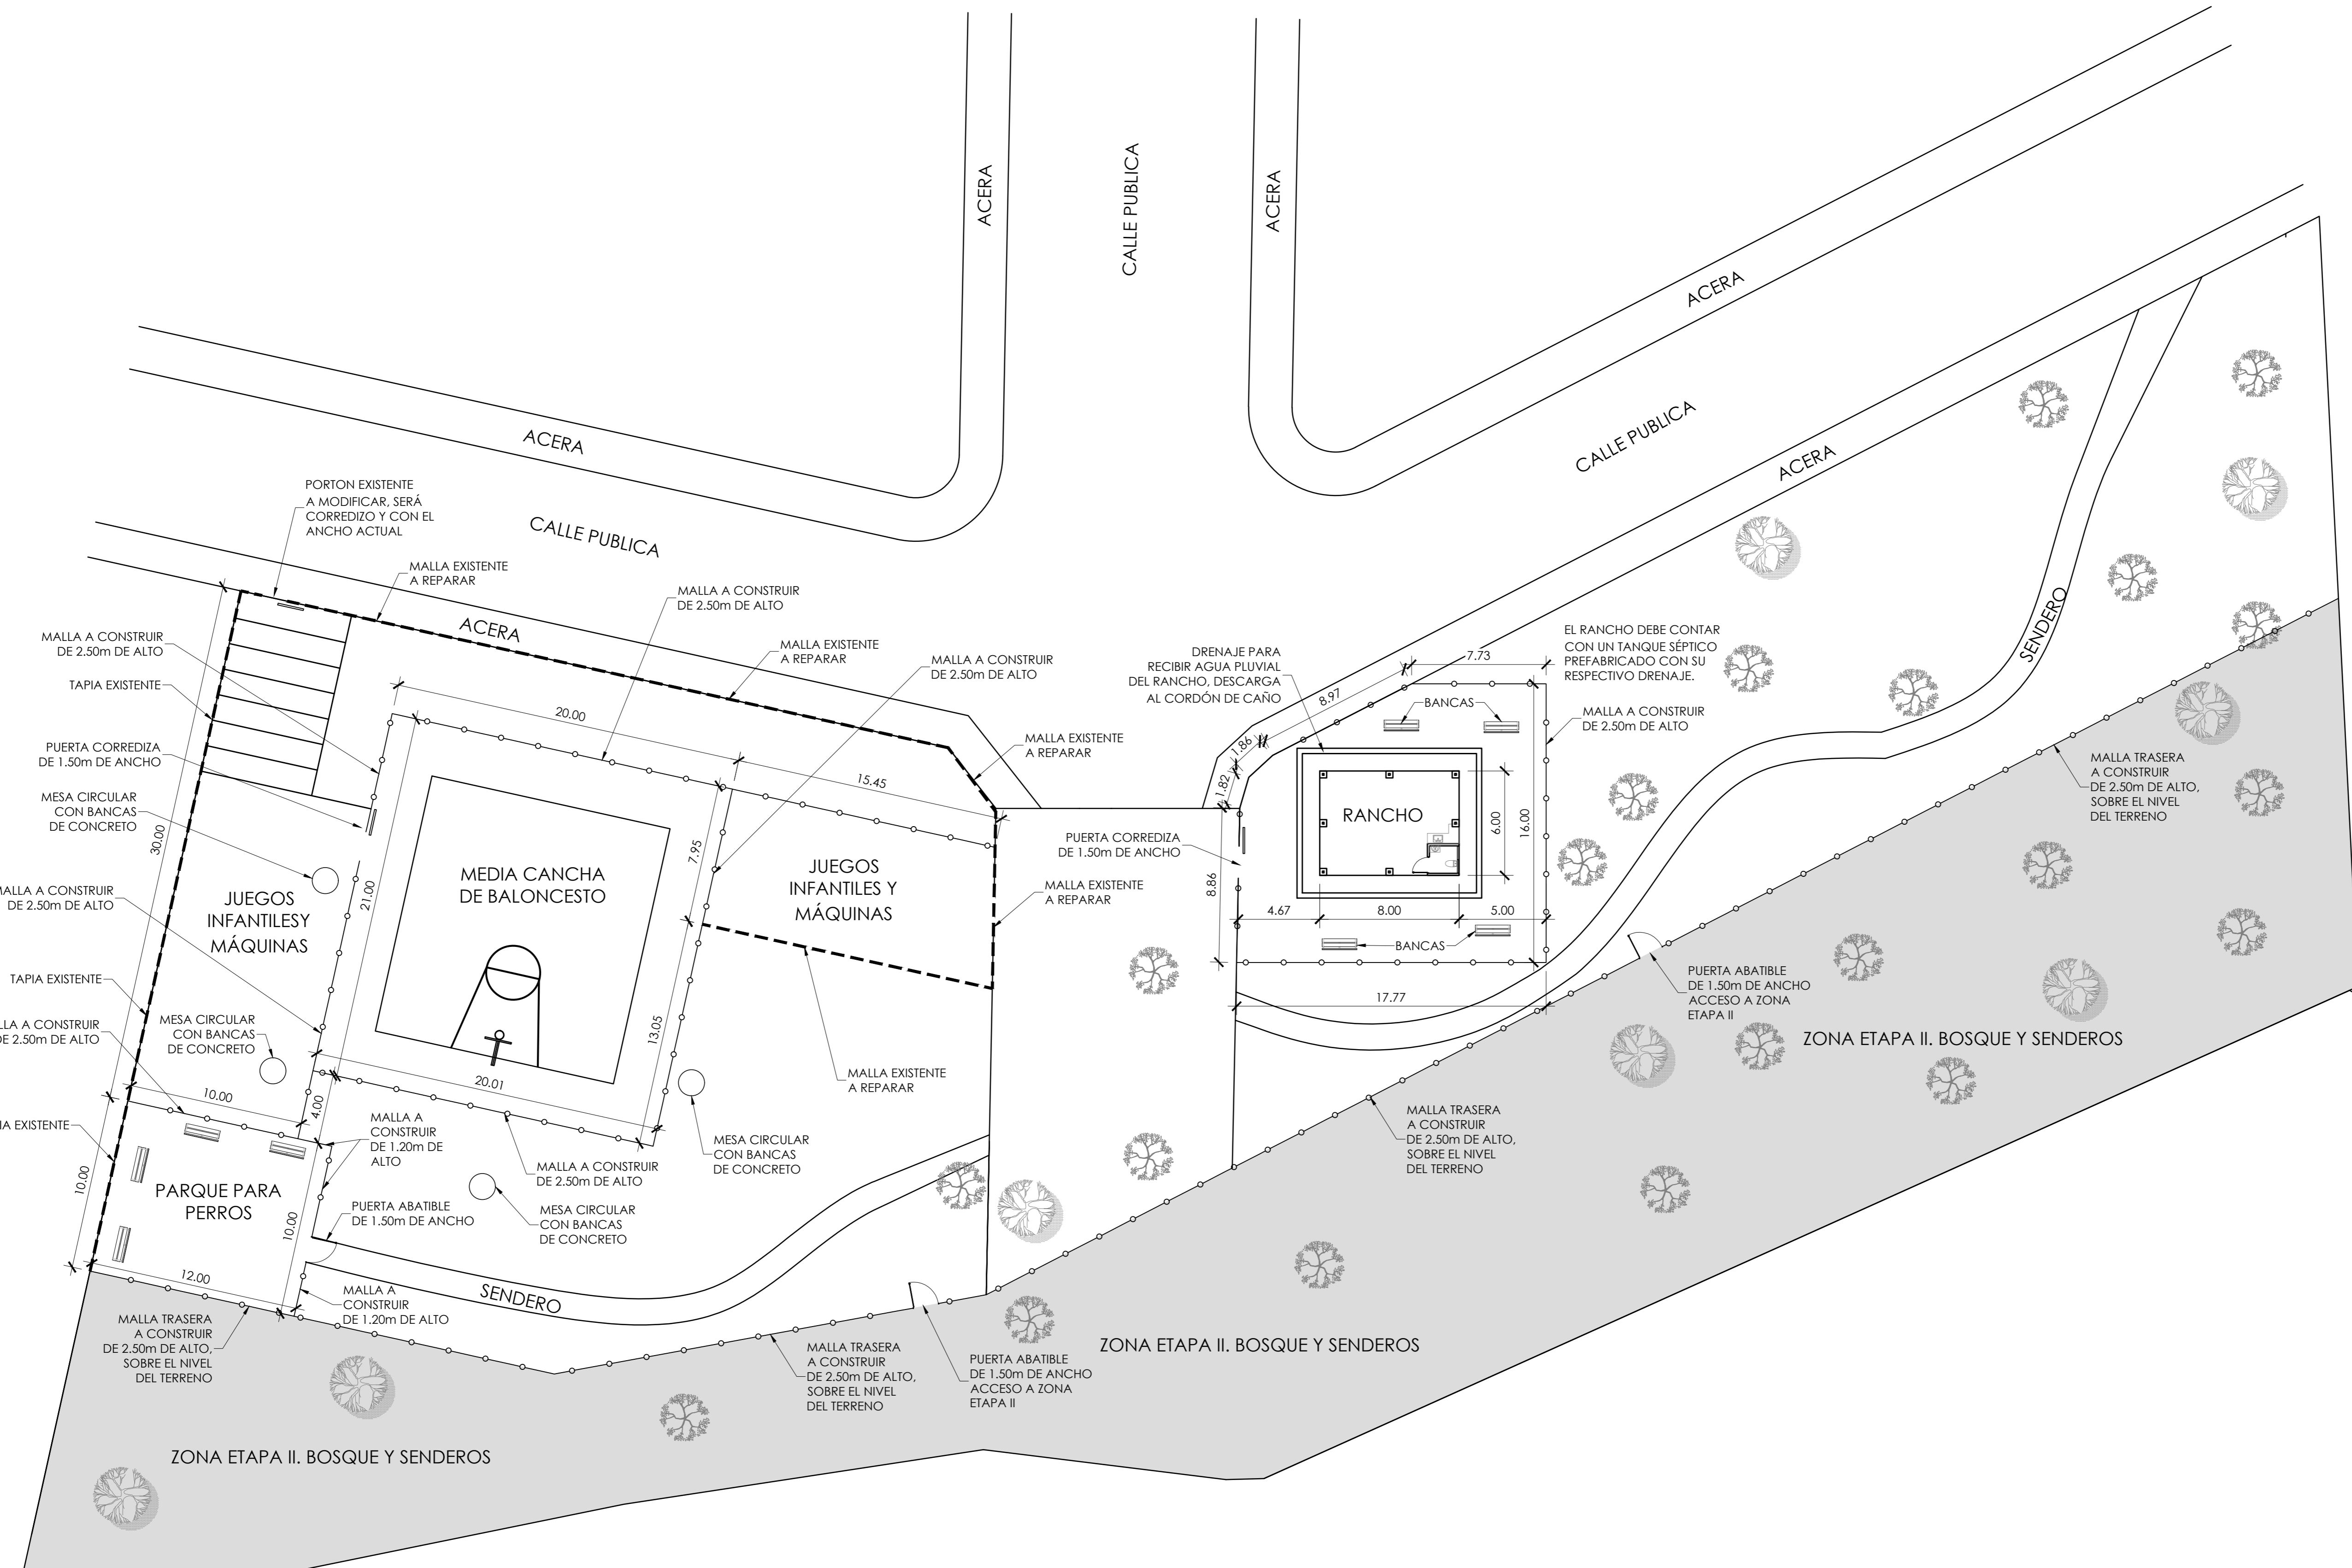 ACERA
CALLE PUBLICA
ACERA
ACERA
CALLE PUBLICA
ACERA
ACERA
CALLE PUBLICA
ACERA
PORTON EXISTENTE
A MODIFICAR, SERÁ
CORREDIZO Y CON EL
ANCHO ACTUAL
MALLA EXISTENTE
A REPARAR
MALLA A CONSTRUIR
DE 2.50m DE ALTO
MALLA EXISTENTE
A REPARAR
MALLA A CONSTRUIR
DE 2.50m DE ALTO
MALLA EXISTENTE
A REPARAR
MALLA A CONSTRUIR
DE 2.50m DE ALTO
TAPIA EXISTENTE
PUERTA CORREDIZA
DE 1.50m DE ANCHO
MESA CIRCULAR
CON BANCAS
DE CONCRETO
30.00
20.00
15.45
7.95
21.00
13.05
20.01
MEDIA CANCHA
DE BALONCESTO
JUEGOS
INFANTILES Y
MÁQUINAS
MALLA EXISTENTE
A REPARAR
MALLA A CONSTRUIR
DE 2.50m DE ALTO
JUEGOS
INFANTILESY
MÁQUINAS
TAPIA EXISTENTE
A CONSTRUIR
DE 2.50m DE ALTO
MESA CIRCULAR
CON BANCAS
DE CONCRETO
10.00
4.00
EXISTENTE
MALLA A
CONSTRUIR
DE 1.20m DE
ALTO
MALLA EXISTENTE
A REPARAR
MESA CIRCULAR
CON BANCAS
DE CONCRETO
MALLA A CONSTRUIR
DE 2.50m DE ALTO
10.00
PARQUE PARA
PERROS
PUERTA ABATIBLE
DE 1.50m DE ANCHO
MESA CIRCULAR
CON BANCAS
DE CONCRETO
10.00
12.00
SENDERO
MALLA A
CONSTRUIR
DE 1.20m DE ALTO
MALLA TRASERA
A CONSTRUIR
DE 2.50m DE ALTO,
SOBRE EL NIVEL
DEL TERRENO
MALLA TRASERA
A CONSTRUIR
DE 2.50m DE ALTO,
SOBRE EL NIVEL
DEL TERRENO
PUERTA ABATIBLE
DE 1.50m DE ANCHO
ACCESO A ZONA
ETAPA II
ZONA ETAPA II. BOSQUE Y SENDEROS
ZONA ETAPA II. BOSQUE Y SENDEROS
DRENAJE PARA
RECIBIR AGUA PLUVIAL
DEL RANCHO, DESCARGA
AL CORDÓN DE CAÑO
7.73
8.97
1.86
1.82
EL RANCHO DEBE CONTAR
CON UN TANQUE SÉPTICO
PREFABRICADO CON SU
RESPECTIVO DRENAJE.
BANCAS
MALLA A CONSTRUIR
DE 2.50m DE ALTO
RANCHO
6.00
16.00
PUERTA CORREDIZA
DE 1.50m DE ANCHO
8.86
4.67
8.00
5.00
BANCAS
17.77
SENDERO
MALLA TRASERA
A CONSTRUIR
DE 2.50m DE ALTO,
SOBRE EL NIVEL
DEL TERRENO
PUERTA ABATIBLE
DE 1.50m DE ANCHO
ACCESO A ZONA
ETAPA II
ZONA ETAPA II. BOSQUE Y SENDEROS
MALLA TRASERA
A CONSTRUIR
DE 2.50m DE ALTO,
SOBRE EL NIVEL
DEL TERRENO